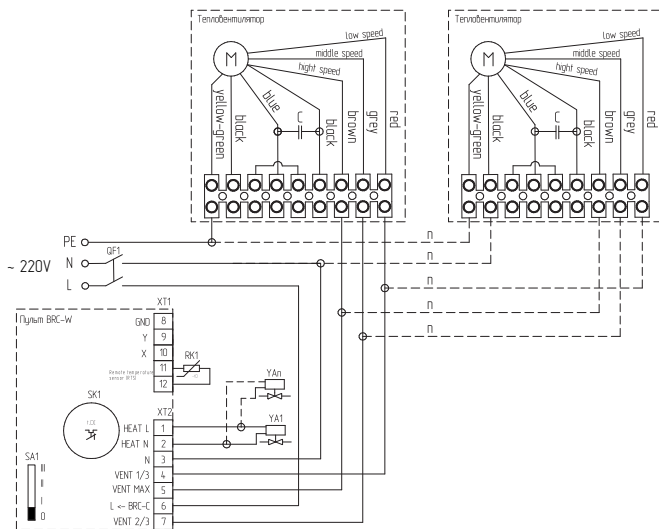 Тепловентилятор
Тепловентилятор
M
low speed
middle speed
hight speed
yellow-green
black
blue
C
black
brown
grey
red
M
low speed
middle speed
hight speed
yellow-green
black
blue
C
black
brown
grey
red
PE
N
L
~ 220V
QF1
n
n
n
n
n
Пульт BRC-W
XT1
GND 8
Y 9
X 10
11
12
Remote temperature
sensor (RTS)
RK1
SK1
SA1
III
II
I
0
XT2
HEAT L 1
HEAT N 2
N 3
VENT 1/3 4
VENT MAX 5
L <- BRC-C 6
VENT 2/3 7
YAn
YA1